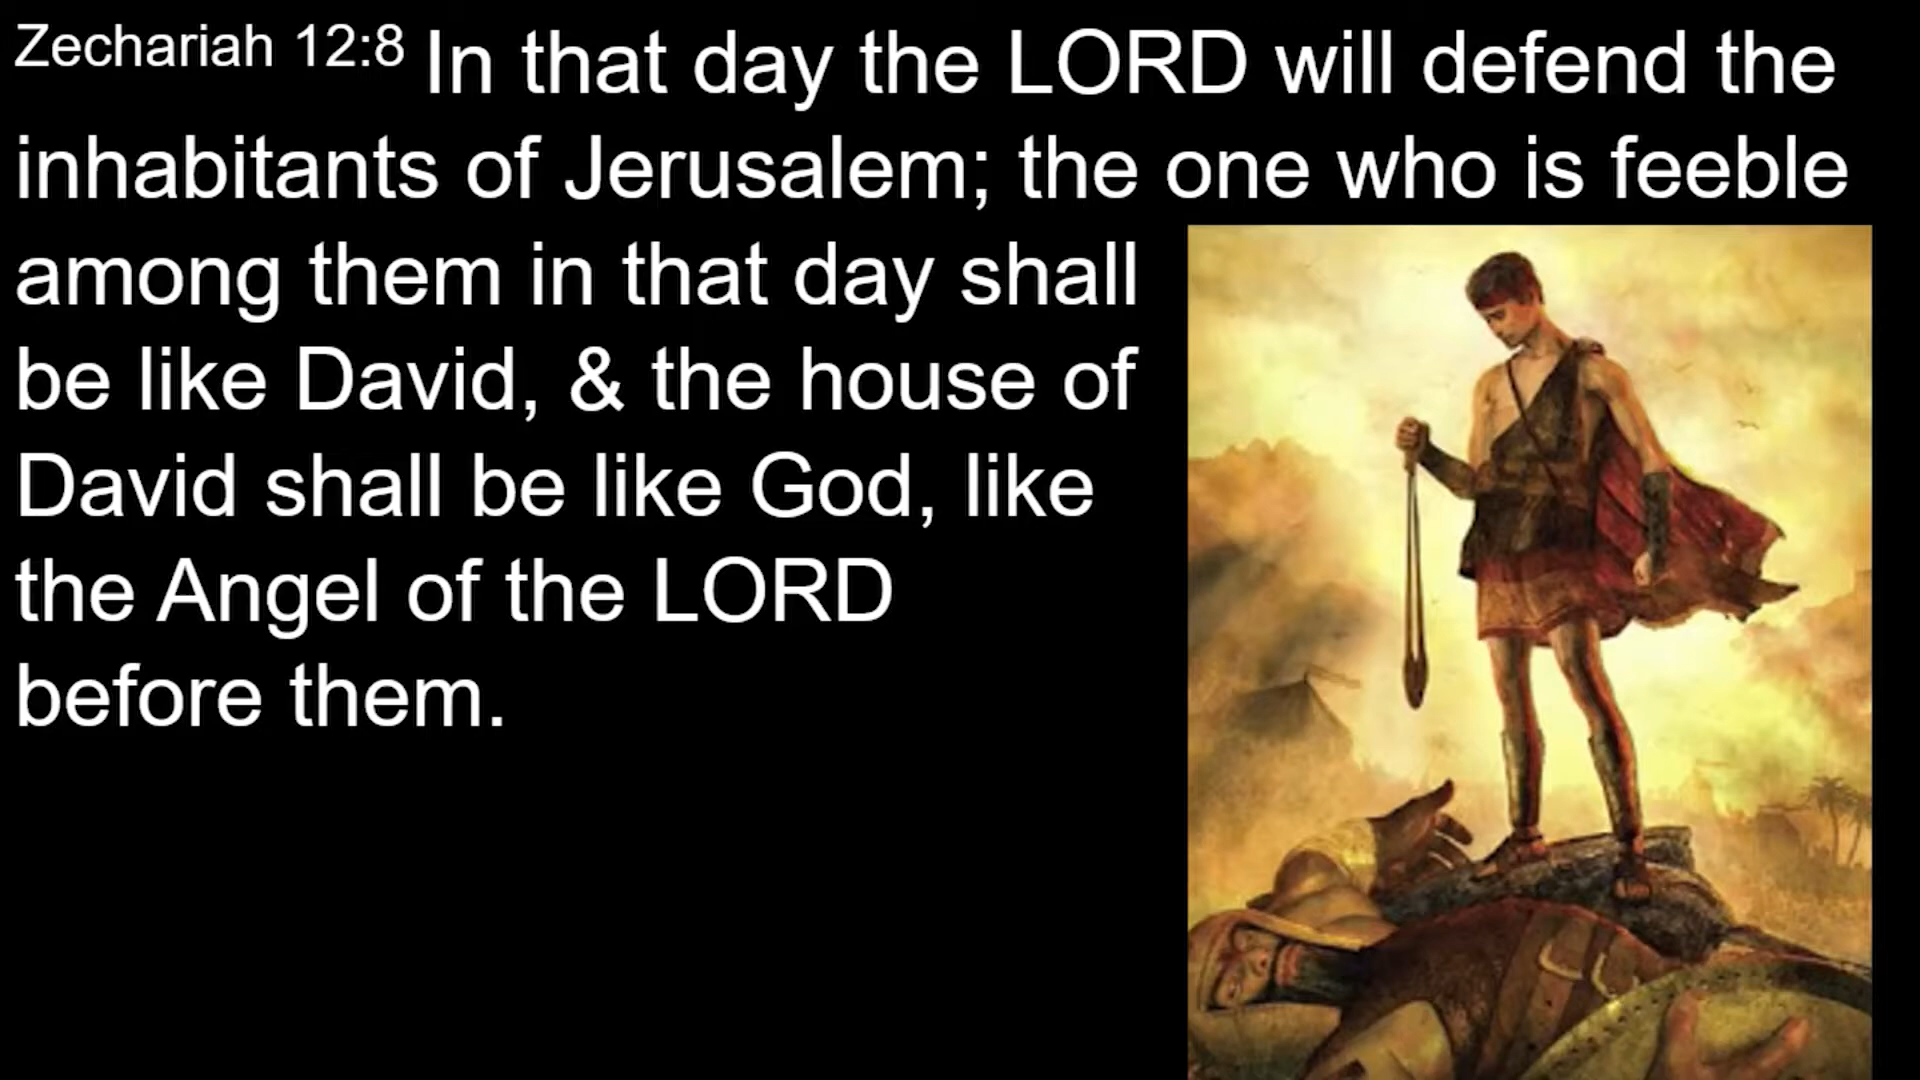 Zechariah 12:8 In that day the LORD will defend the
inhabitants of Jerusalem; the one who is feeble
among them in that day shall
be like David, & the house of
David shall be like God, like
the Angel of the LORD
before them.